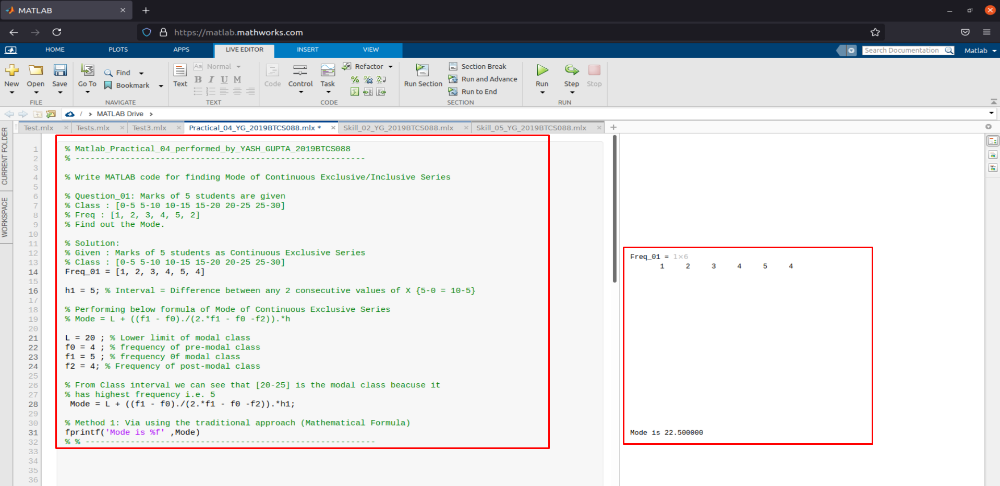 MATLAB
https://matlab.mathworks.com
HOME PLOTS APPS LIVE EDITOR INSERT VIEW Search Documentation Matlab
New Open Save Go To Find Bookmark Text Aa Normal B I U M Code Control Task Refactor Run Section Section Break Run and Advance Run to End Run Step Stop
FILE NAVIGATE TEXT CODE SECTION RUN
/ › MATLAB Drive ›
CURRENT FOLDER
WORKSPACE
Test.mlx Tests.mlx Test3.mlx Practical_04_YG_2019BTCS088.mlx * Skill_02_YG_2019BTCS088.mlx Skill_05_YG_2019BTCS088.mlx
1 % Matlab_Practical_04_performed_by_YASH_GUPTA_2019BTCS088
2 % ----------------------------------------------------------
3
4 % Write MATLAB code for finding Mode of Continuous Exclusive/Inclusive Series
5
6 % Question_01: Marks of 5 students are given
7 % Class : [0-5 5-10 10-15 15-20 20-25 25-30]
8 % Freq : [1, 2, 3, 4, 5, 2]
9 % Find out the Mode.
10
11 % Solution:
12 % Given : Marks of 5 students as Continuous Exclusive Series
13 % Class : [0-5 5-10 10-15 15-20 20-25 25-30]
14 Freq_01 = [1, 2, 3, 4, 5, 4]
15
16 h1 = 5; % Interval = Difference between any 2 consecutive values of X {5-0 = 10-5}
17
18 % Performing below formula of Mode of Continuous Exclusive Series
19 % Mode = L + ((f1 - f0)./(2.*f1 - f0 -f2)).*h
20
21 L = 20 ; % Lower limit of modal class
22 f0 = 4 ; % frequency of pre-modal class
23 f1 = 5 ; % frequency 0f modal class
24 f2 = 4; % Frequency of post-modal class
25
26 % From Class interval we can see that [20-25] is the modal class beacuse it
27 % has highest frequency i.e. 5
28 Mode = L + ((f1 - f0)./(2.*f1 - f0 -f2)).*h1;
29
30 % Method 1: Via using the traditional approach (Mathematical Formula)
31 fprintf('Mode is %f' ,Mode)
32 % % ----------------------------------------------------------
33
34
35
36
Freq_01 = 1×6
1 2 3 4 5 4
Mode is 22.500000